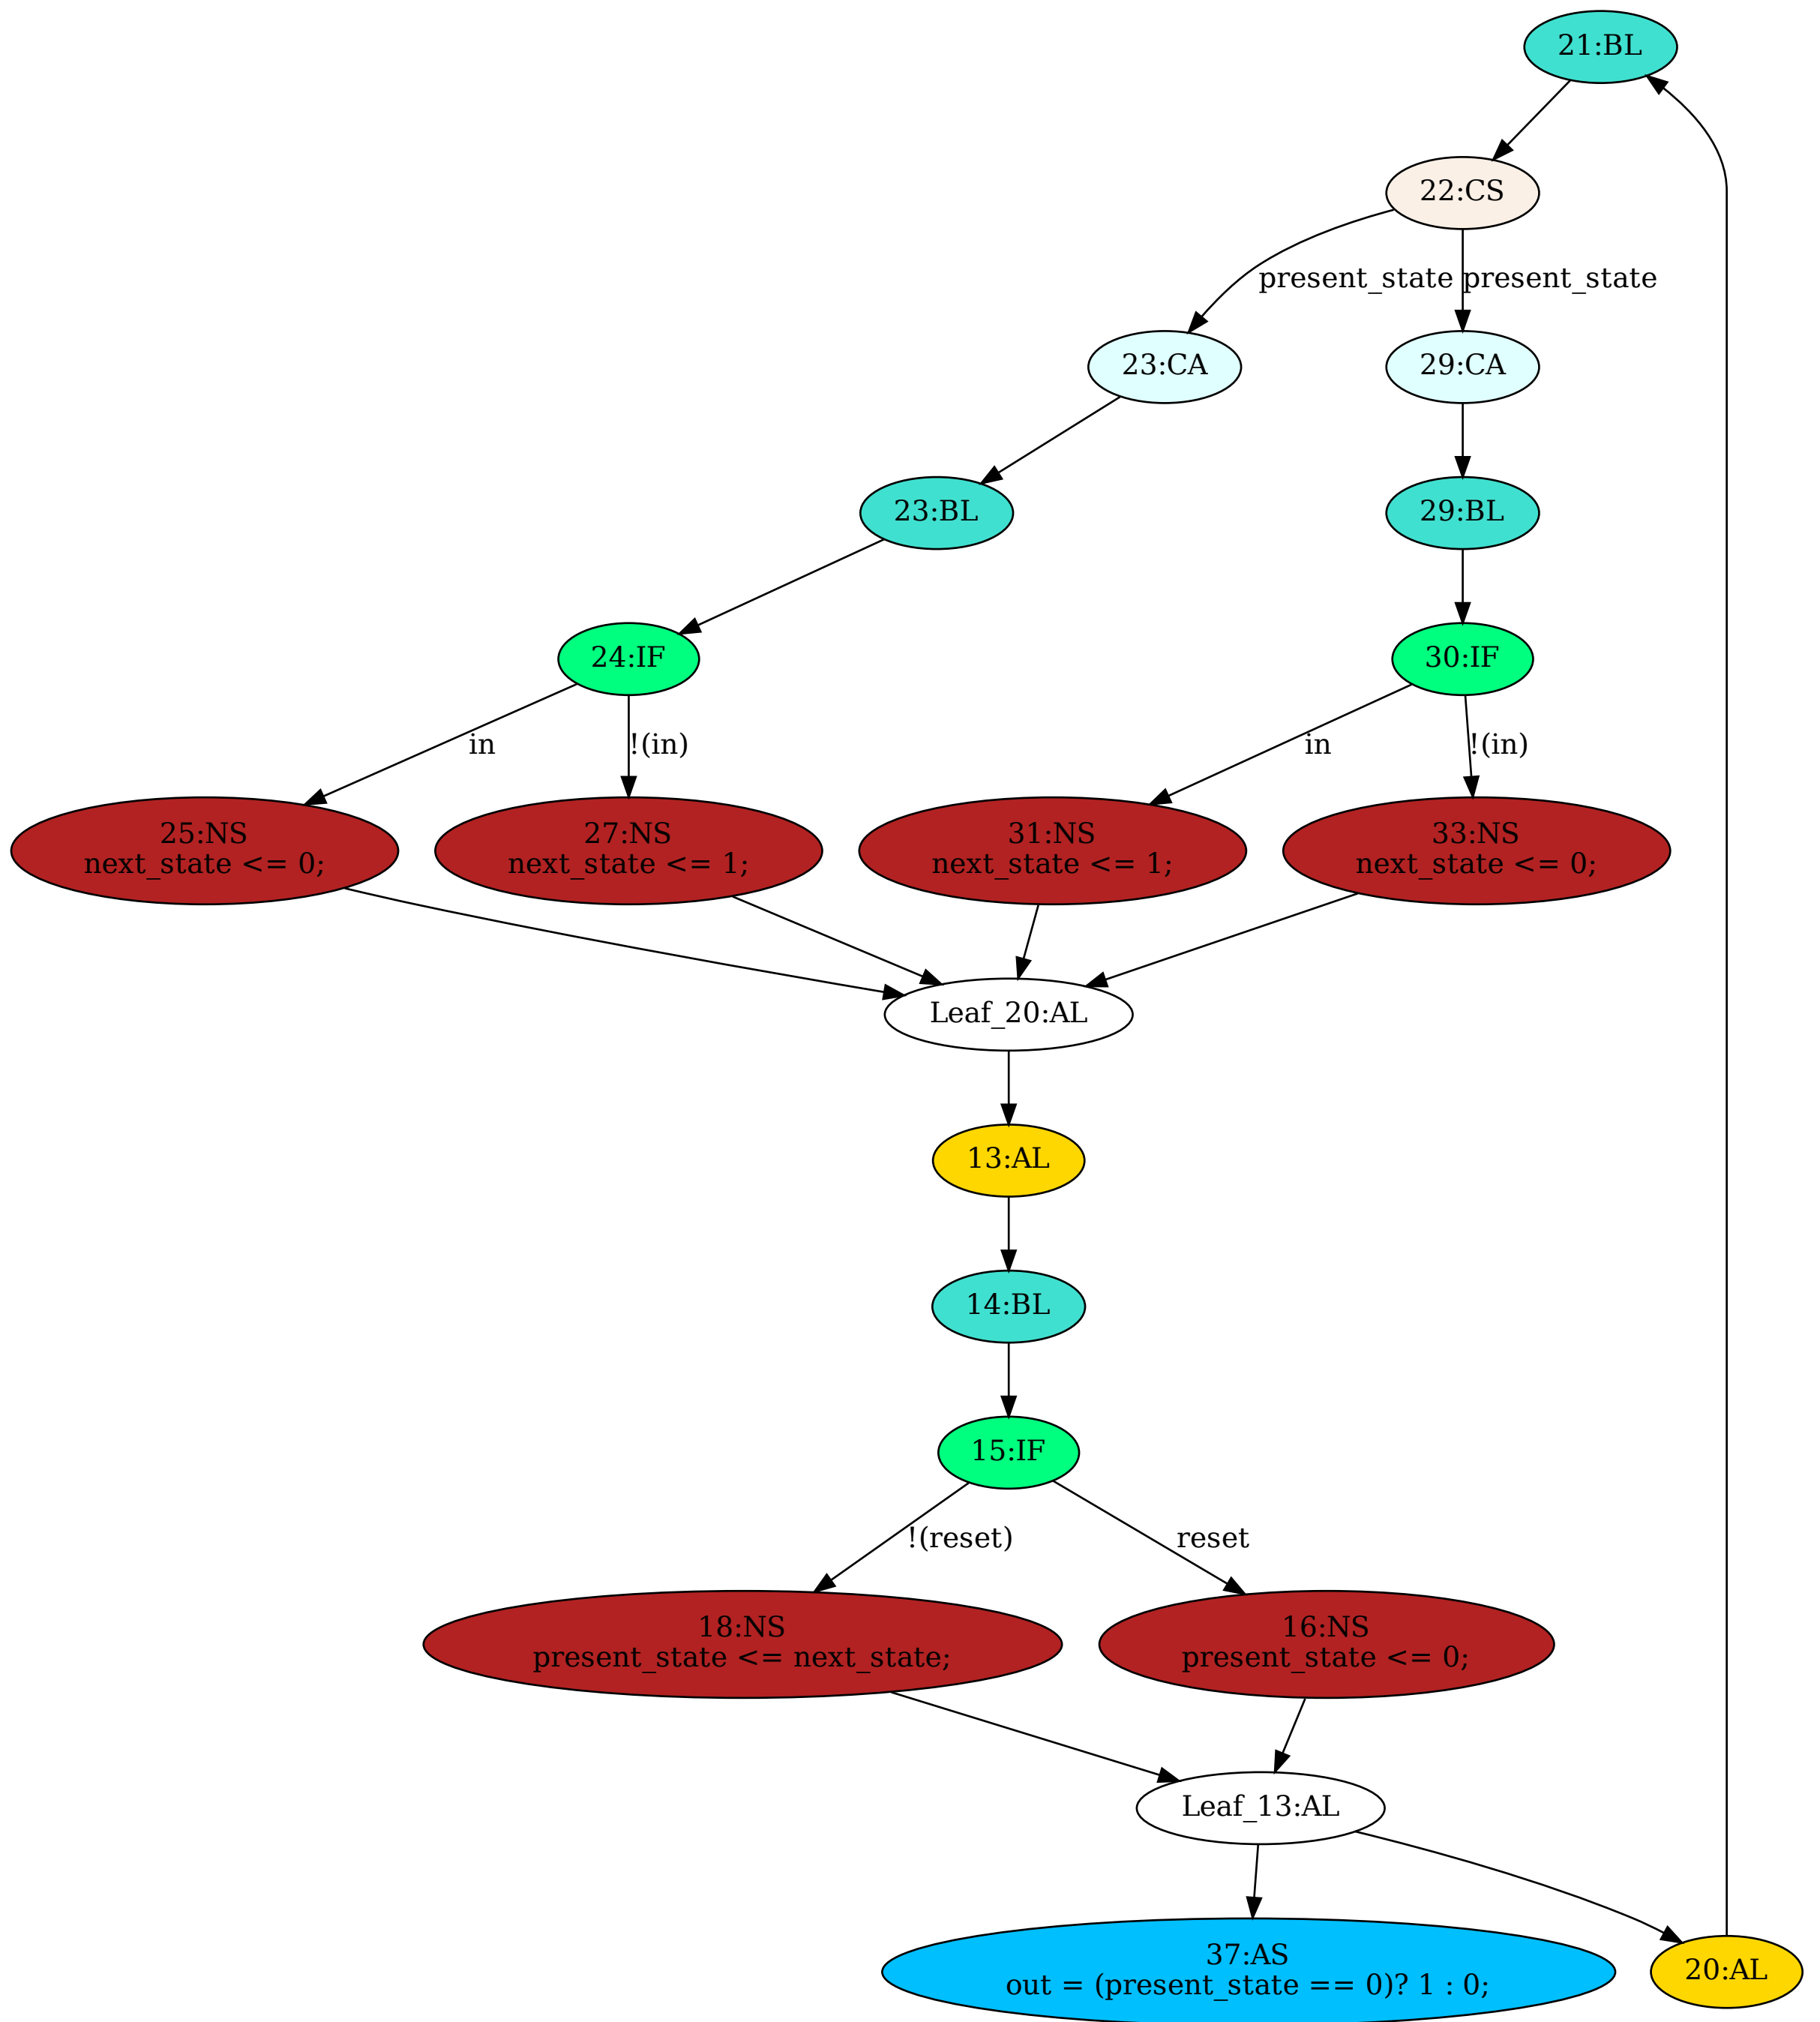 21:BL
22:CS
present_state
present_state
23:CA
29:CA
23:BL
29:BL
24:IF
30:IF
in
!(in)
in
!(in)
25:NS
next_state <= 0;
27:NS
next_state <= 1;
31:NS
next_state <= 1;
33:NS
next_state <= 0;
Leaf_20:AL
13:AL
14:BL
15:IF
!(reset)
reset
18:NS
present_state <= next_state;
16:NS
present_state <= 0;
Leaf_13:AL
37:AS
out = (present_state == 0)? 1 : 0;
20:AL